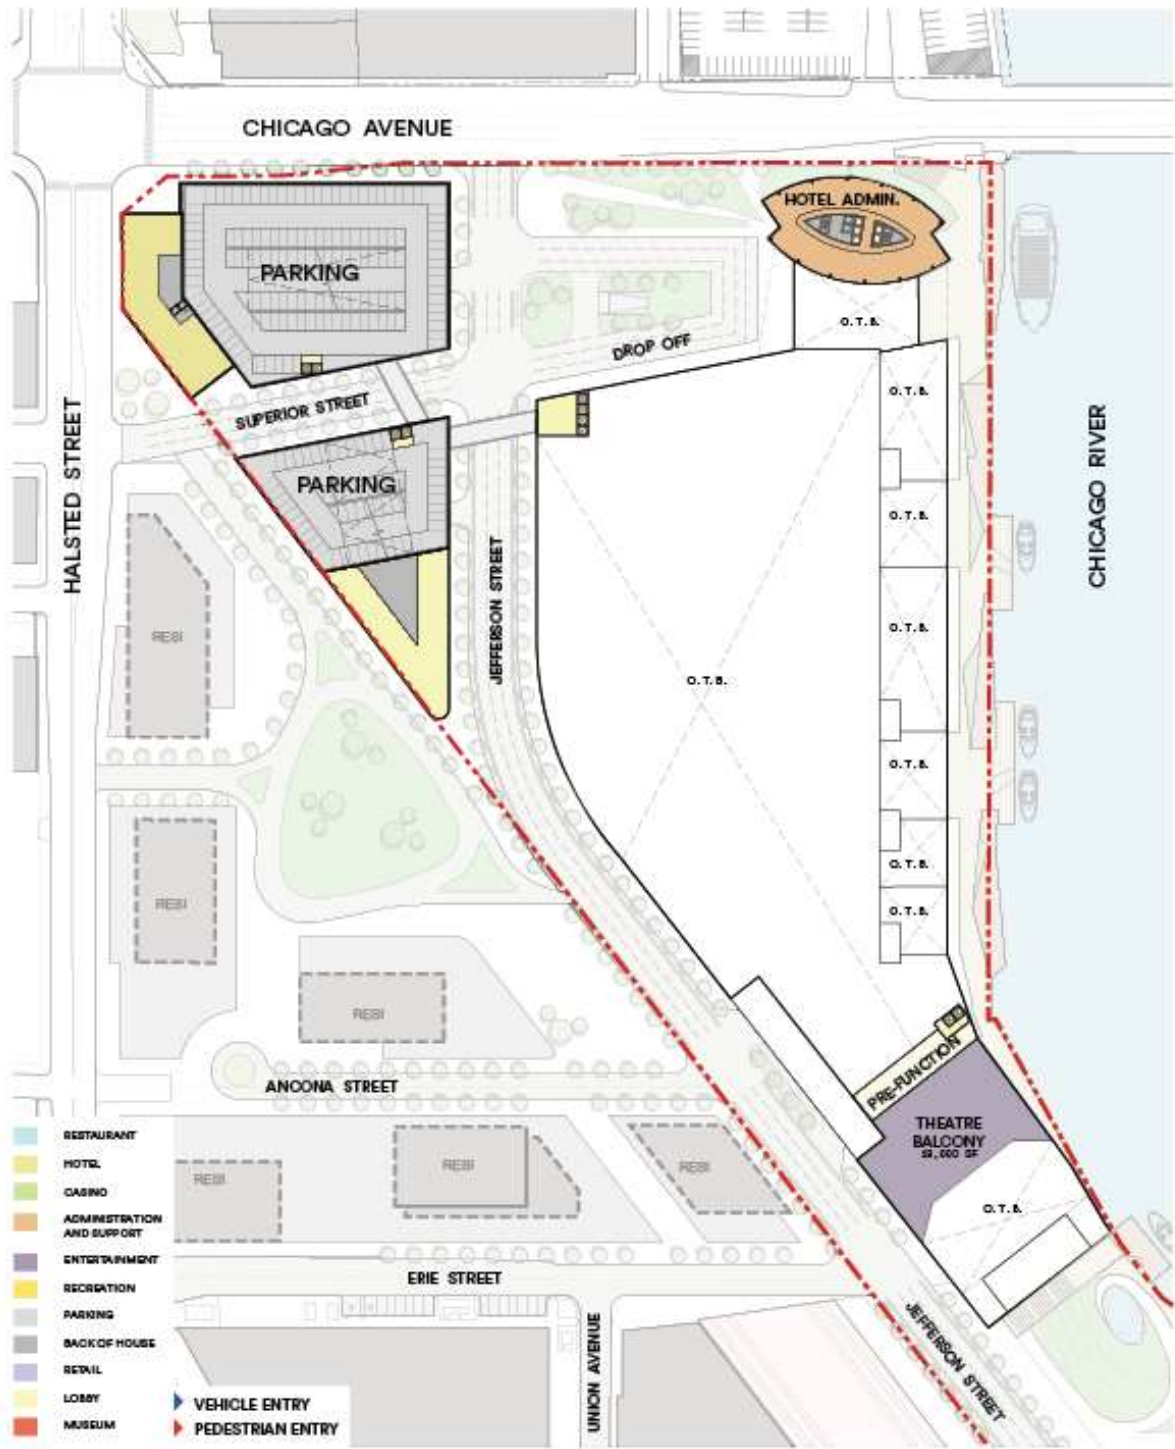 CHICAGO AVENUE
HOTEL ADMIN.
PARKING
O.T.B.
DROP OFF
O.T.B.
SUPERIOR STREET
HALSTED STREET
CHICAGO RIVER
PARKING
O.T.B.
JEFFERSON STREET
RESI
O.T.B.
O.T.B.
O.T.B.
O.T.B.
RESI
O.T.B.
RESI
PRE-FUNCTION
ANCONA STREET
THEATRE
BALCONY
RESI
RESI
RESI
O.T.B.
ERIE STREET
JEFFERSON STREET
UNION AVENUE
RESTAURANT
HOTEL
CASINO
ADMINISTRATION
AND SUPPORT
ENTERTAINMENT
RECREATION
PARKING
BACK OF HOUSE
RETAIL
LOBBY
MUSEUM
VEHICLE ENTRY
PEDESTRIAN ENTRY